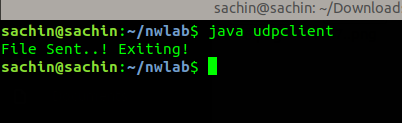 sachin@sachin: ~/Download
sachin@sachin:~/nwlab$ java udpclient
File Sent..! Exiting!
sachin@sachin:~/nwlab$